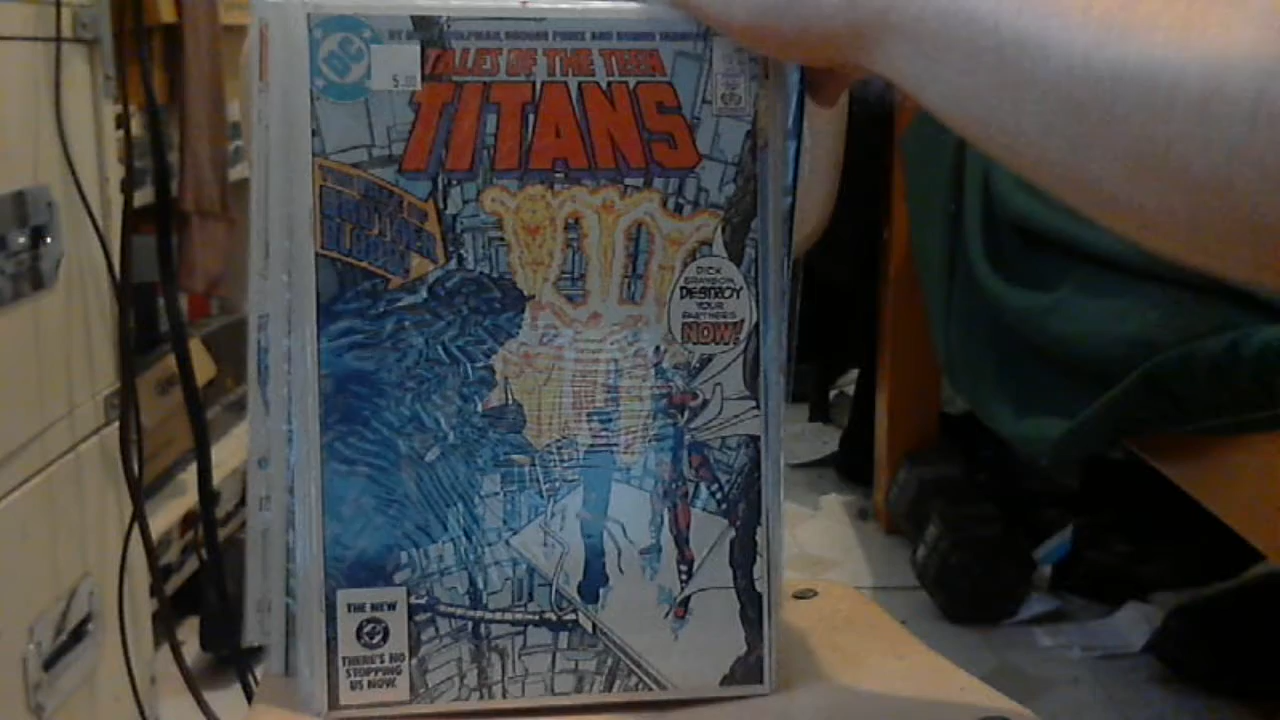 DC
5.00
TALES OF THE TEEN
TITANS
BROTHER
BLOOD!
DICK
GRAYSON,
DESTROY
YOUR
PARTNERS
NOW!
THE NEW
DC
THERE'S NO
STOPPING
US NOW!